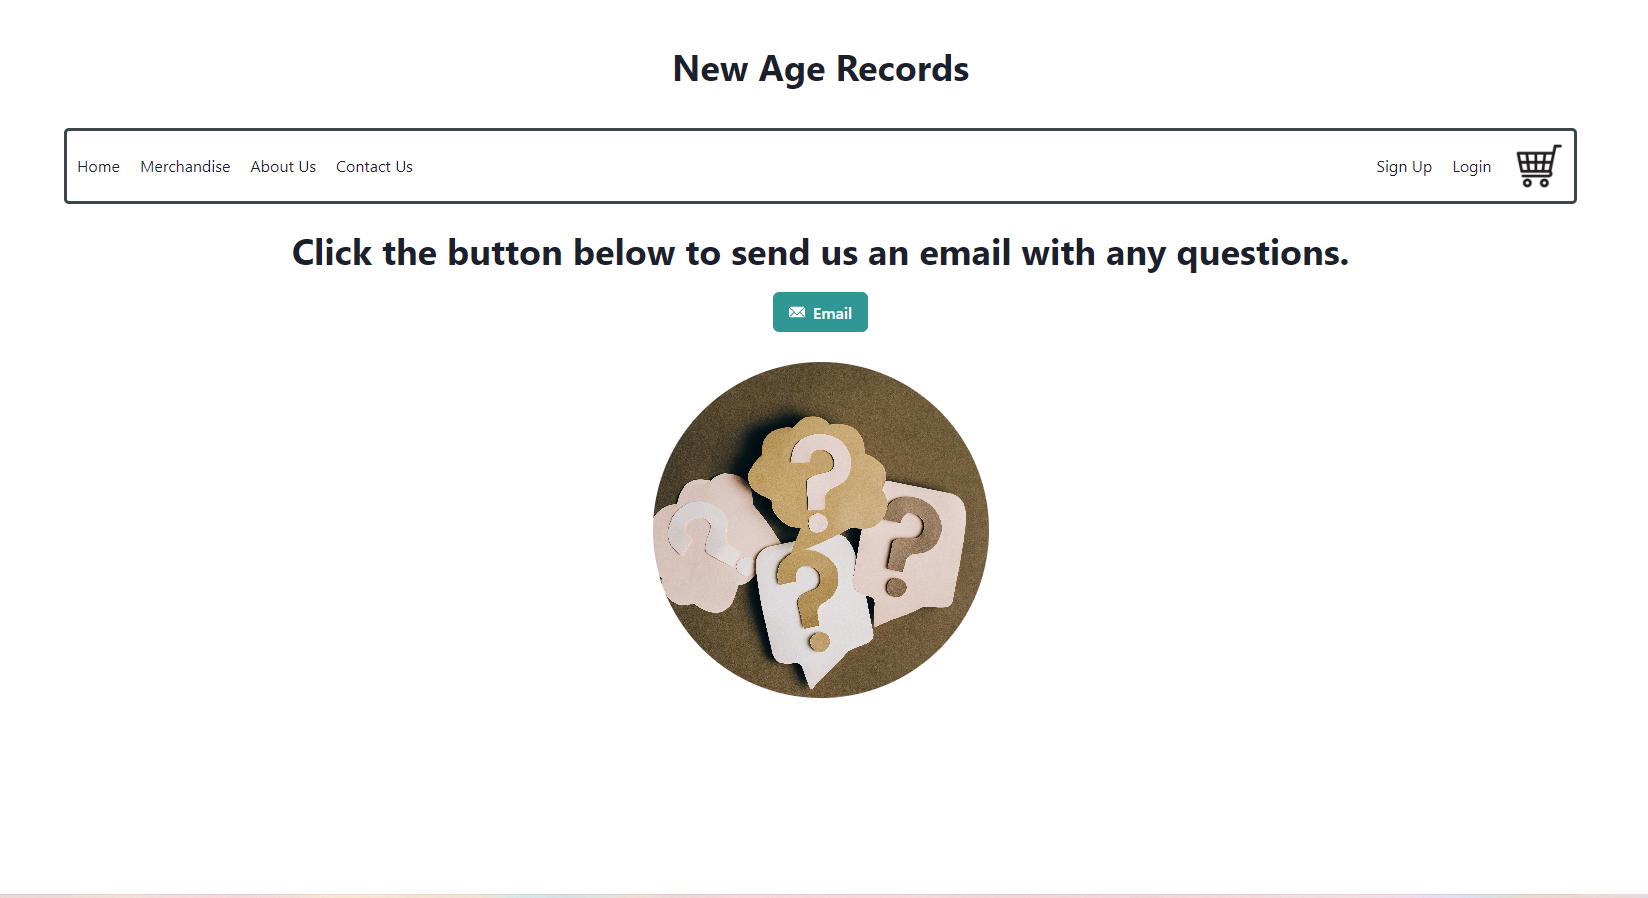 New Age Records
Home Merchandise About Us Contact Us Sign Up Login
Click the button below to send us an email with any questions.
Email
?
? ?
?